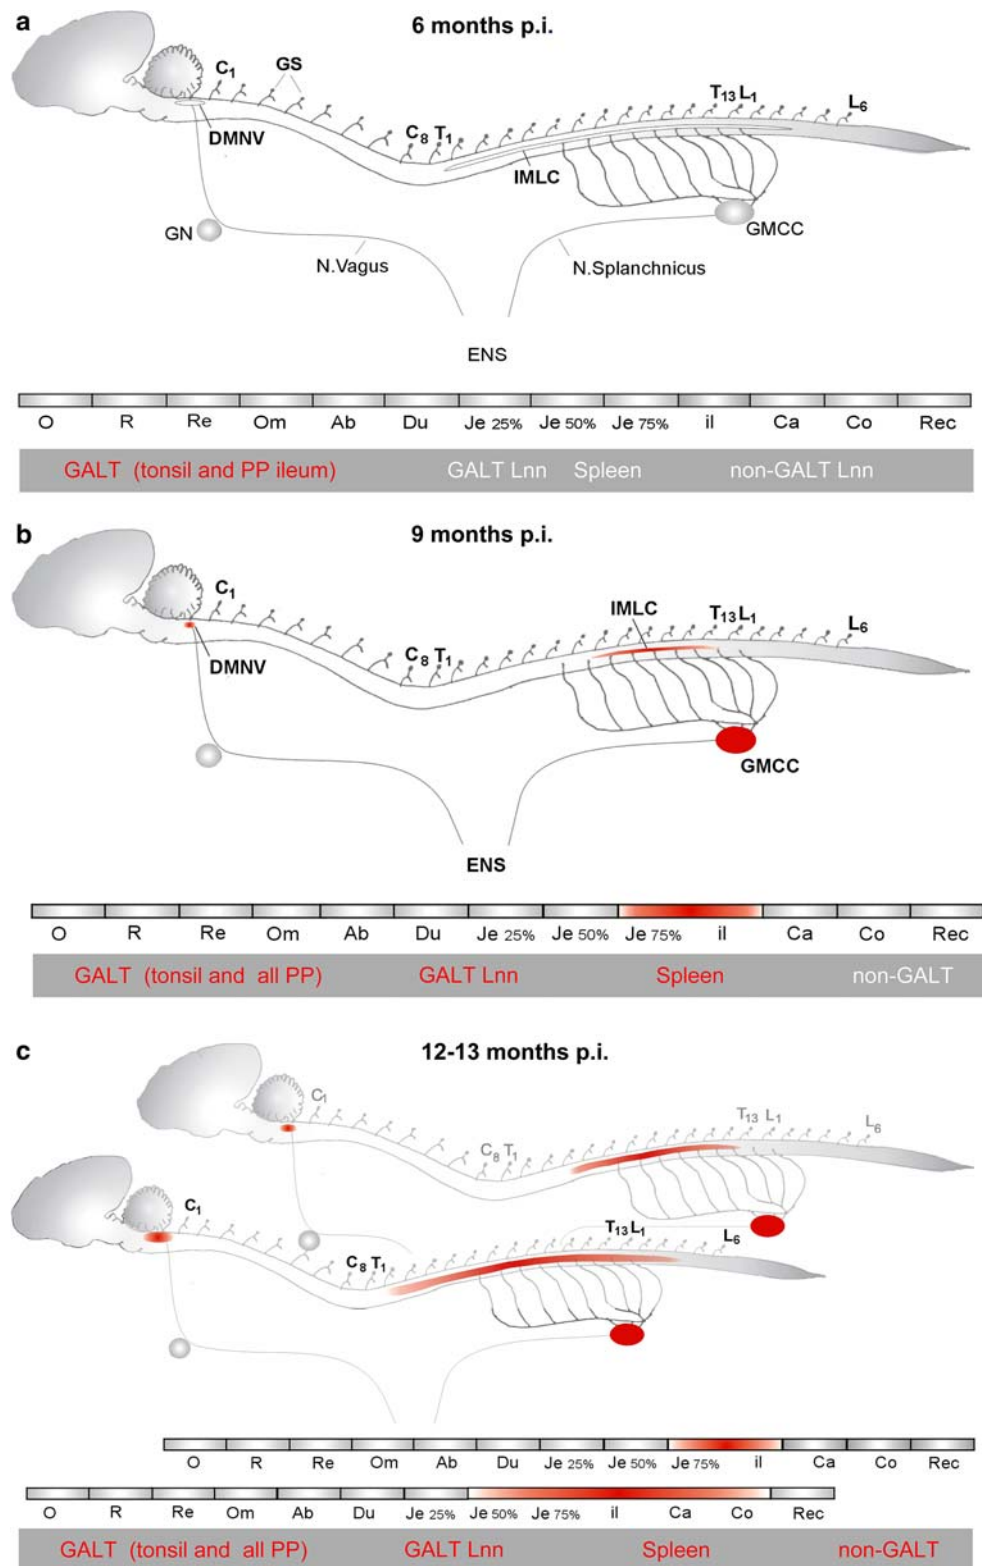 a
6 months p.i.
C1 GS
T13 L1 L6
DMNV
C8 T1
IMLC
GN
GMCC
N.Vagus
N.Splanchnicus
ENS
O R Re Om Ab Du Je 25% Je 50% Je 75% il Ca Co Rec
GALT (tonsil and PP ileum) GALT Lnn Spleen non-GALT Lnn
b
9 months p.i.
C1
IMLC
T13 L1 L6
DMNV
C8 T1
GMCC
ENS
O R Re Om Ab Du Je 25% Je 50% Je 75% il Ca Co Rec
GALT (tonsil and all PP) GALT Lnn Spleen non-GALT
c
12-13 months p.i.
C1
T13 L1 L6
C8 T1
C1
T13 L1 L6
C8 T1
O R Re Om Ab Du Je 25% Je 50% Je 75% il Ca Co Rec
O R Re Om Ab Du Je 25% Je 50% Je 75% il Ca Co Rec
GALT (tonsil and all PP) GALT Lnn Spleen non-GALT